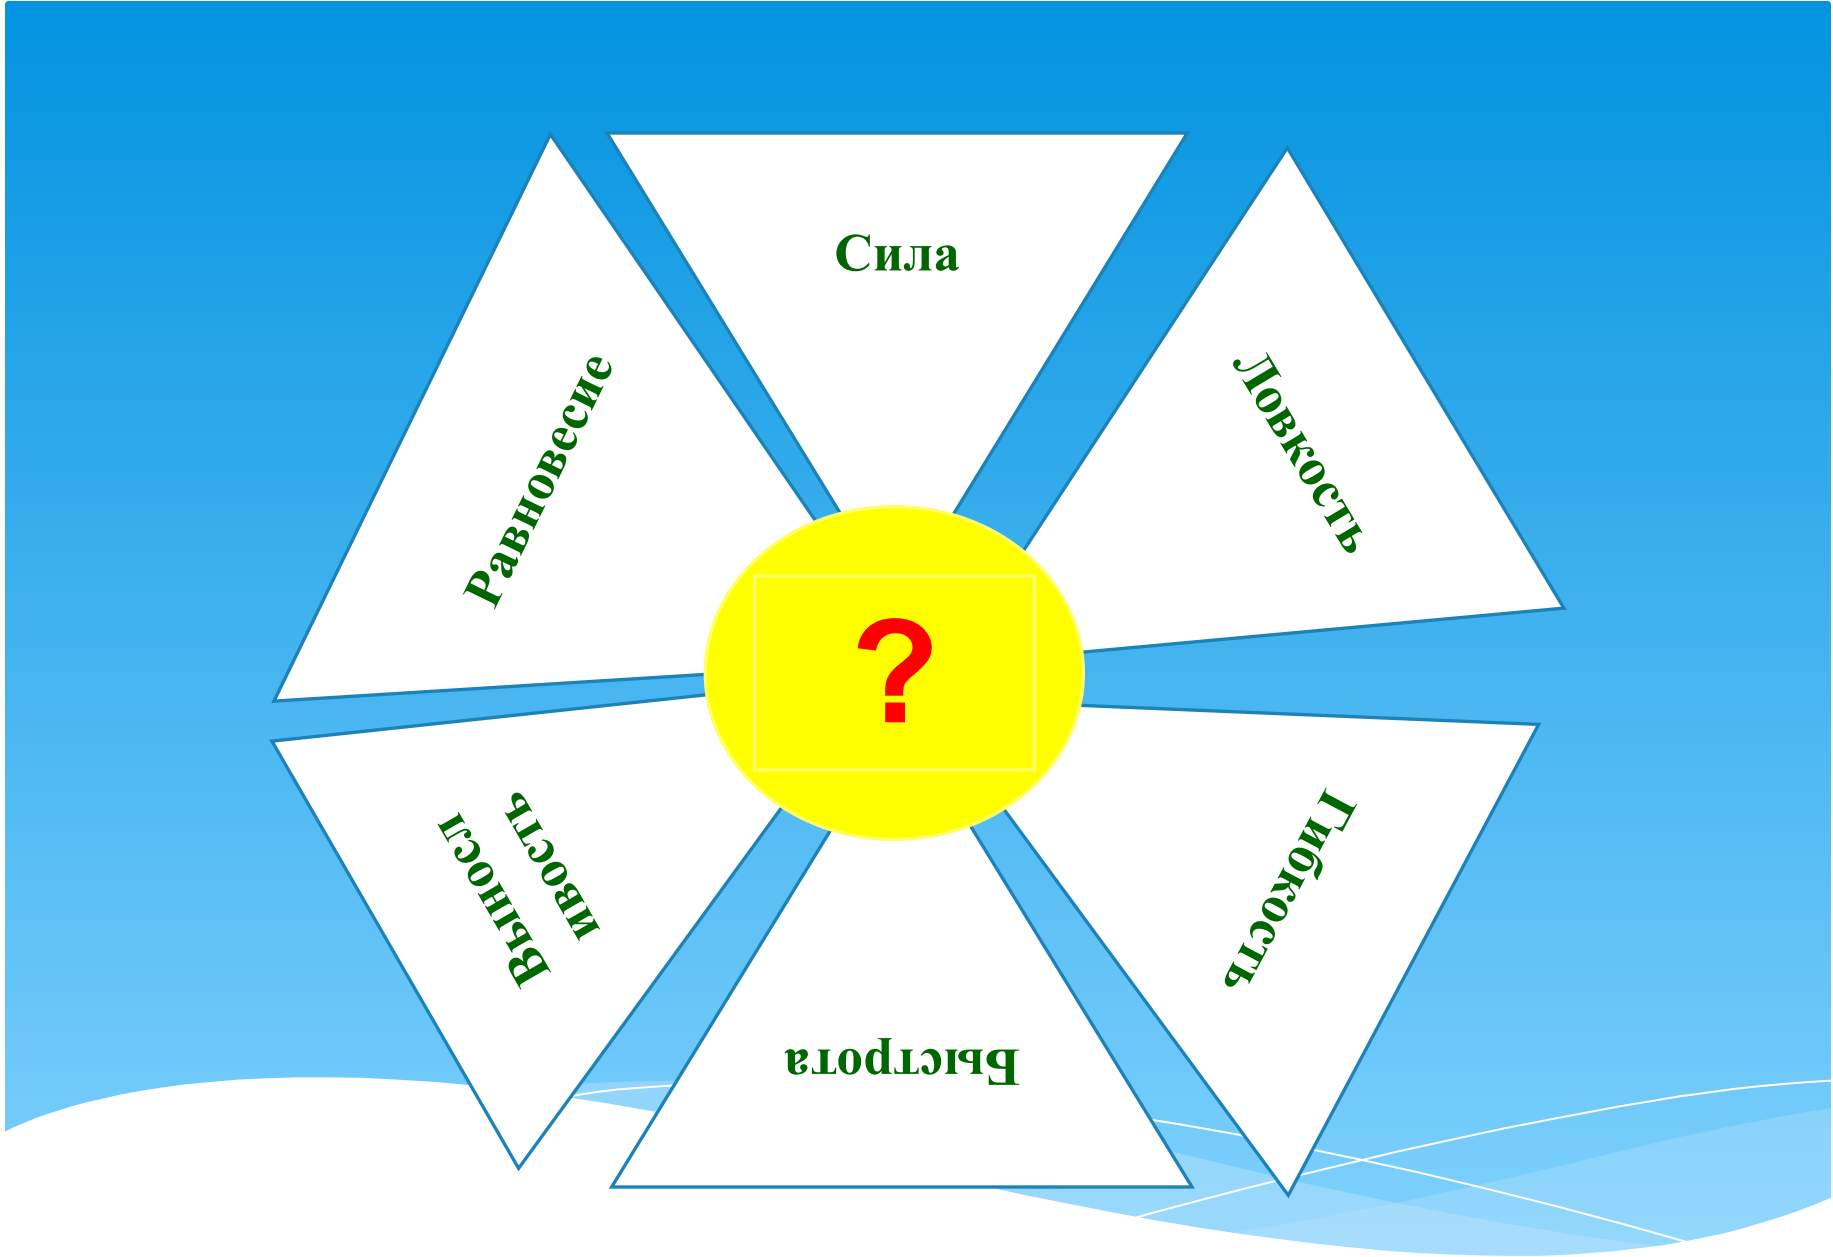 Сила
Ловкость
Гибкость
Быстрота
Выносл
ивость
Равновесие
?